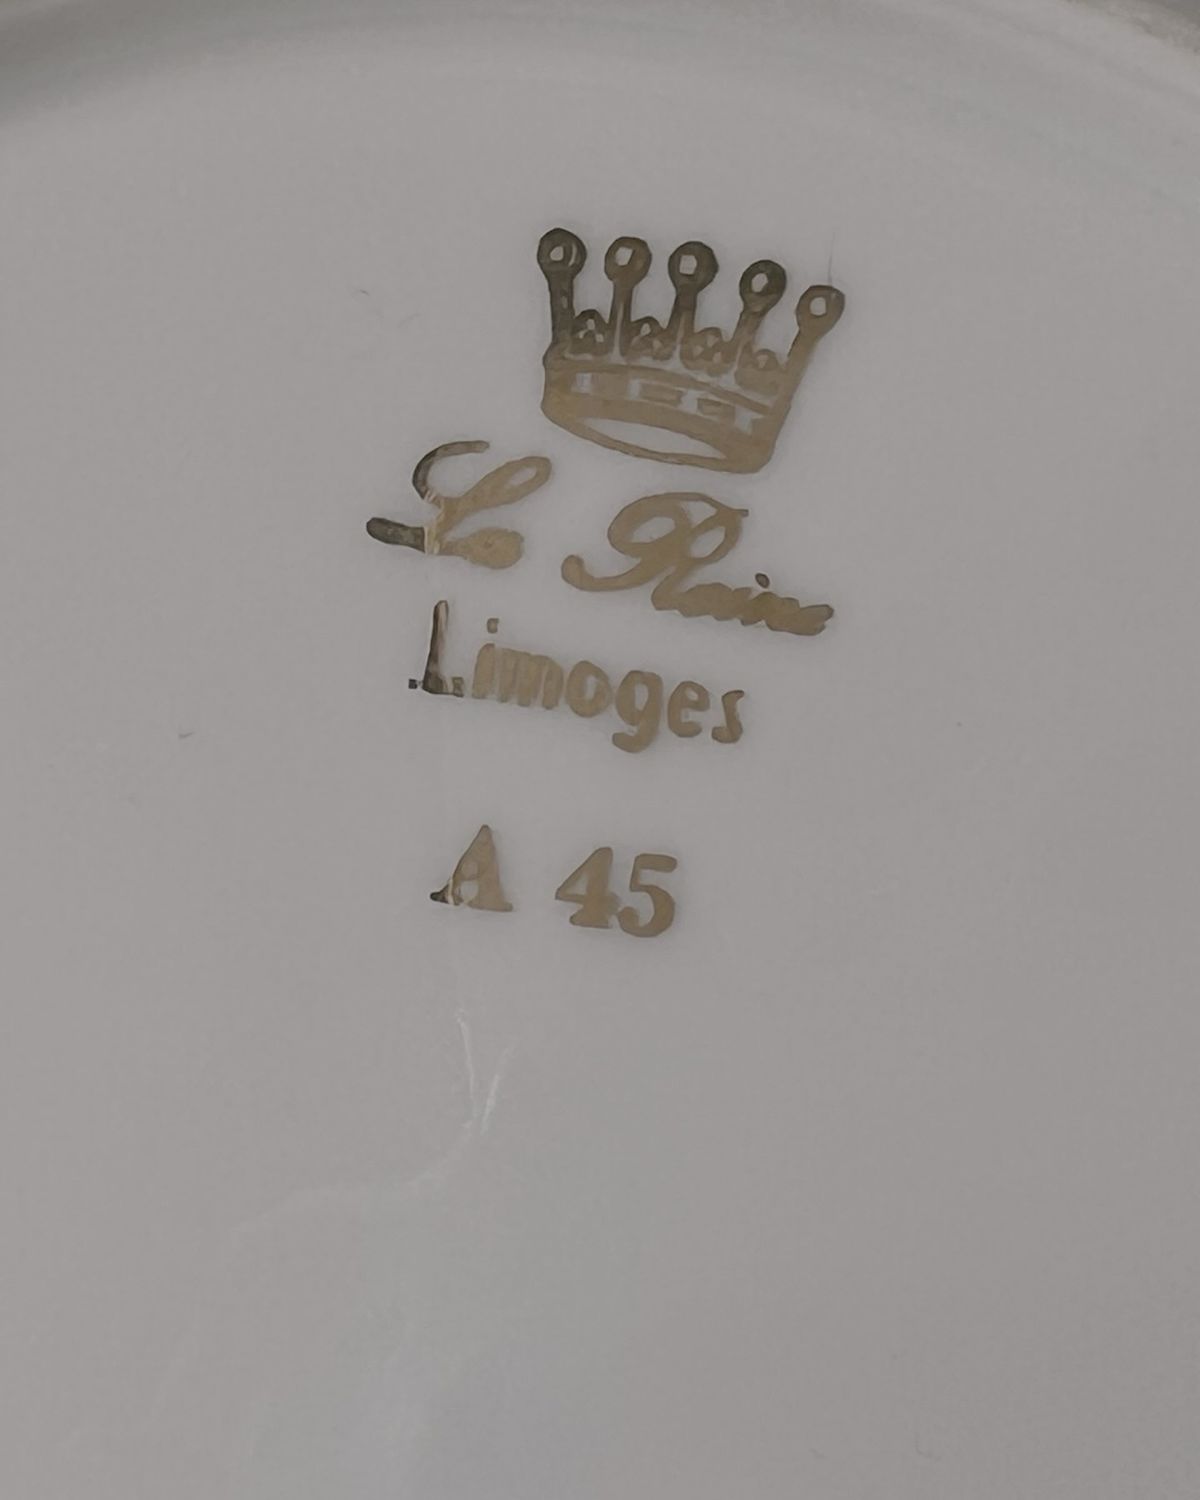 La Reine
Limoges
A 45